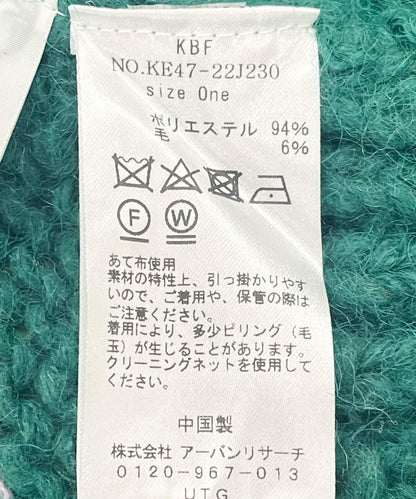 KBF
NO.KE47-22J230
size One
ポリエステル 94%
毛 6%
F W
あて布使用
素材の特性上、引っ掛かりやす
いので、ご着用や、保管の際は
ご注意ください。
着用により、多少ピリング（毛
玉）が生じることがあります。
クリーニングネットを使用して
ください。
中国製
株式会社 アーバンリサーチ
0120-967-013
UTG